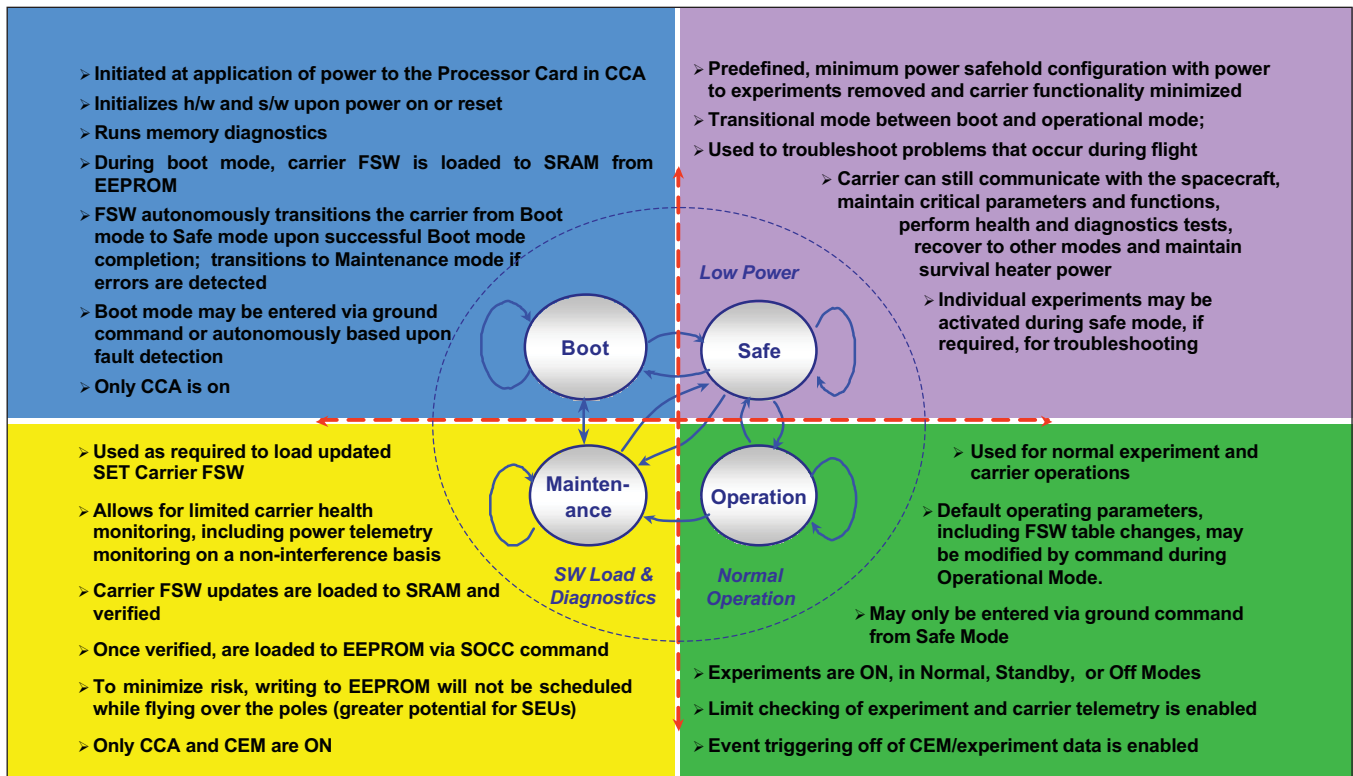 ➢ Initiated at application of power to the Processor Card in CCA
➢ Initializes h/w and s/w upon power on or reset
➢ Runs memory diagnostics
➢ During boot mode, carrier FSW is loaded to SRAM from
EEPROM
➢ FSW autonomously transitions the carrier from Boot
mode to Safe mode upon successful Boot mode
completion; transitions to Maintenance mode if
errors are detected
➢ Boot mode may be entered via ground
command or autonomously based upon
fault detection
➢ Only CCA is on
➢ Predefined, minimum power safehold configuration with power
to experiments removed and carrier functionality minimized
➢ Transitional mode between boot and operational mode;
➢ Used to troubleshoot problems that occur during flight
➢ Carrier can still communicate with the spacecraft,
maintain critical parameters and functions,
perform health and diagnostics tests,
recover to other modes and maintain
survival heater power
➢ Individual experiments may be
activated during safe mode, if
required, for troubleshooting
Low Power
Boot
Safe
Mainten-
ance
Operation
SW Load &
Diagnostics
Normal
Operation
➢ Used as required to load updated
SET Carrier FSW
➢ Allows for limited carrier health
monitoring, including power telemetry
monitoring on a non-interference basis
➢ Carrier FSW updates are loaded to SRAM and
verified
➢ Once verified, are loaded to EEPROM via SOCC command
➢ To minimize risk, writing to EEPROM will not be scheduled
while flying over the poles (greater potential for SEUs)
➢ Only CCA and CEM are ON
➢ Used for normal experiment and
carrier operations
➢ Default operating parameters,
including FSW table changes, may
be modified by command during
Operational Mode.
➢ May only be entered via ground command
from Safe Mode
➢ Experiments are ON, in Normal, Standby, or Off Modes
➢ Limit checking of experiment and carrier telemetry is enabled
➢ Event triggering off of CEM/experiment data is enabled